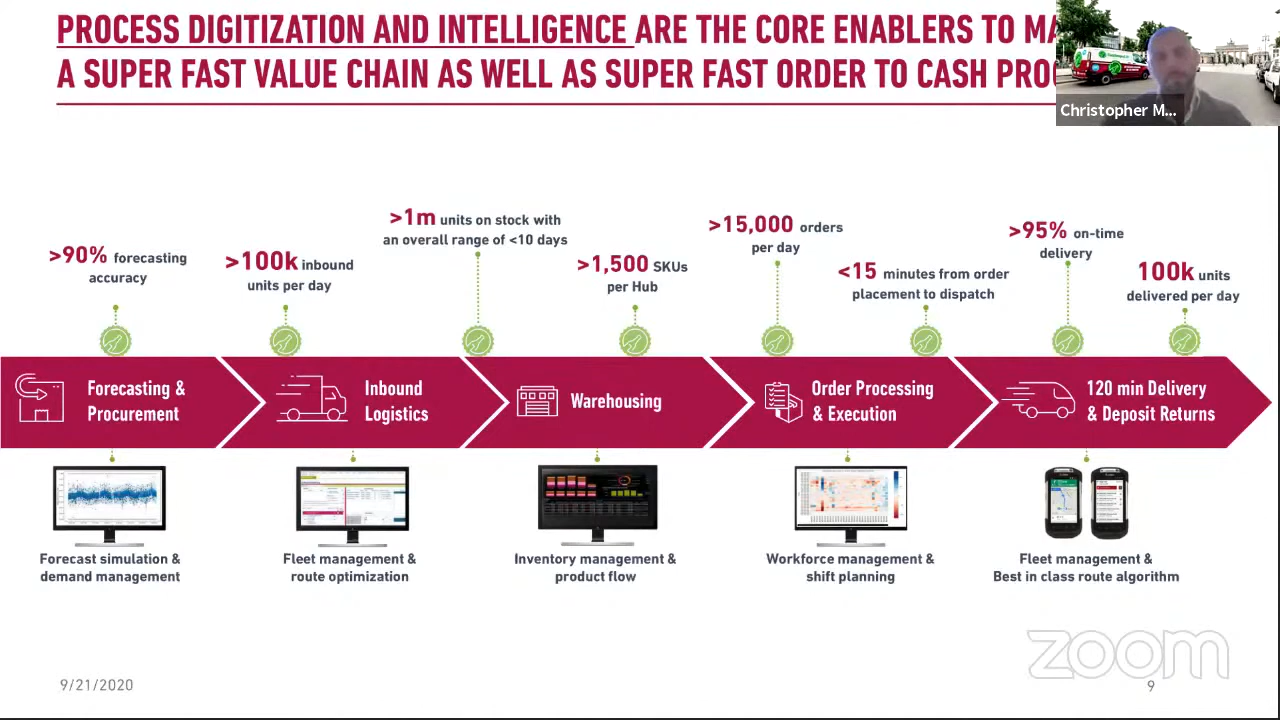 PROCESS DIGITIZATION AND INTELLIGENCE ARE THE CORE ENABLERS TO
A SUPER FAST VALUE CHAIN AS WELL AS SUPER FAST ORDER TO CASH
Christopher M...
>90% forecasting
accuracy
>100k inbound
units per day
>1m units on stock with
an overall range of <10 days
>1,500 SKUs
per Hub
>15,000 orders
per day
<15 minutes from order
placement to dispatch
>95% on-time
delivery
100k units
delivered per day
Forecasting &
Procurement
Inbound
Logistics
Warehousing
Order Processing
& Execution
120 min Delivery
& Deposit Returns
Forecast simulation &
demand management
Fleet management &
route optimization
Inventory management &
product flow
Workforce management &
shift planning
Fleet management &
Best in class route algorithm
zoom
9/21/2020
9